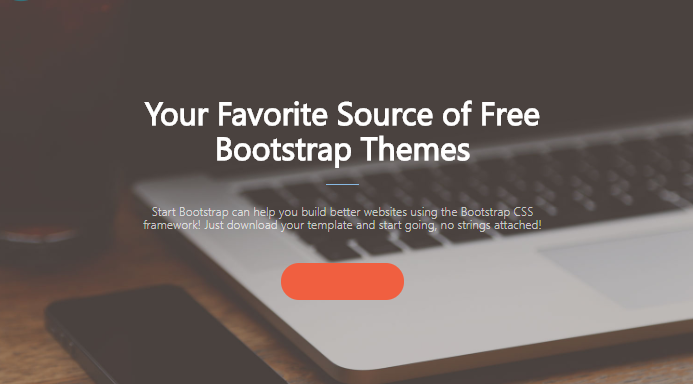 Your Favorite Source of Free
Bootstrap Themes
Start Bootstrap can help you build better websites using the Bootstrap CSS
framework! Just download your template and start going, no strings attached!